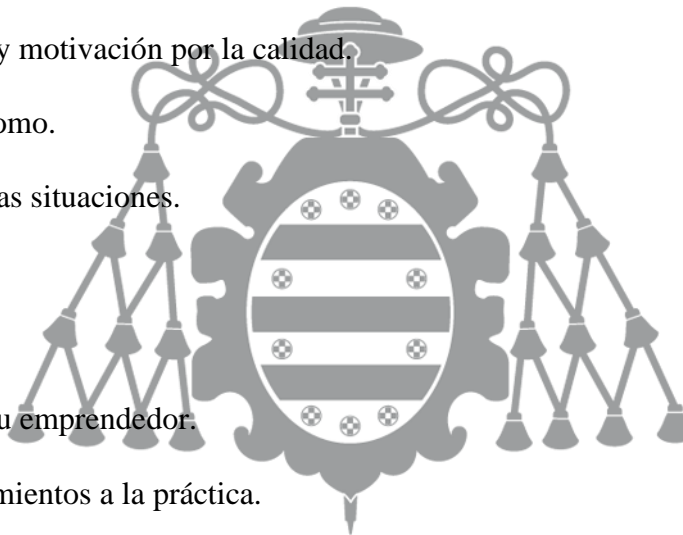 y motivación por la calidad.
omo.
as situaciones.
u emprendedor.
mientos a la práctica.